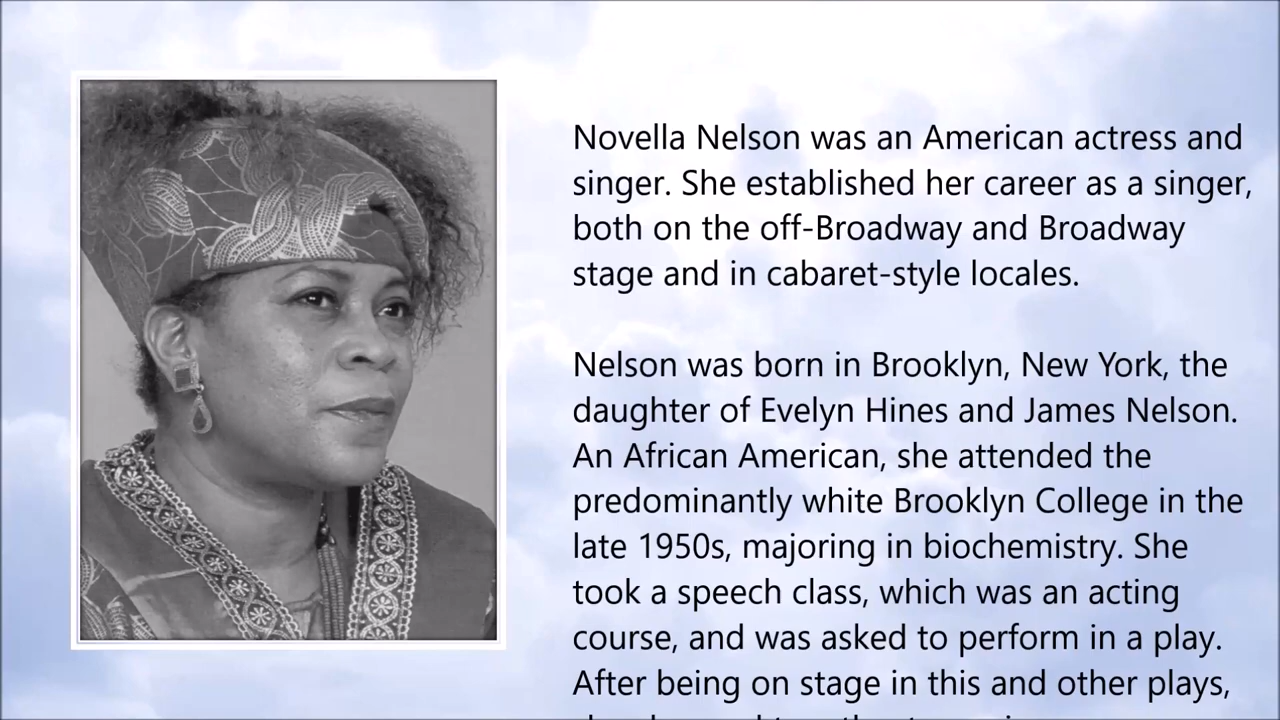 Novella Nelson was an American actress and
singer. She established her career as a singer,
both on the off-Broadway and Broadway
stage and in cabaret-style locales.
Nelson was born in Brooklyn, New York, the
daughter of Evelyn Hines and James Nelson.
An African American, she attended the
predominantly white Brooklyn College in the
late 1950s, majoring in biochemistry. She
took a speech class, which was an acting
course, and was asked to perform in a play.
After being on stage in this and other plays,